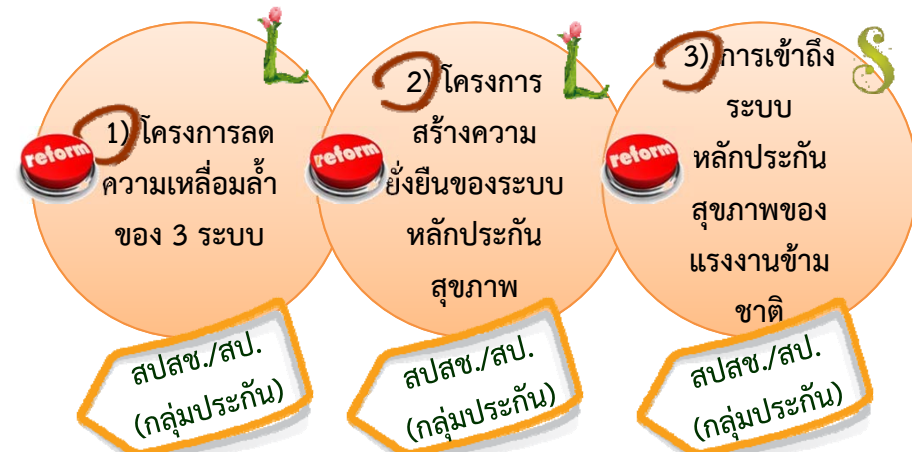 L
reform
1) โครงการลด
ความเหลื่อมล้ำ
ของ 3 ระบบ
สปสช./สป.
(กลุ่มประกัน)
L
reform
2) โครงการ
สร้างความ
ยั่งยืนของระบบ
หลักประกัน
สุขภาพ
สปสช./สป.
(กลุ่มประกัน)
S
reform
3) การเข้าถึง
ระบบ
หลักประกัน
สุขภาพของ
แรงงานข้าม
ชาติ
สปสช./สป.
(กลุ่มประกัน)